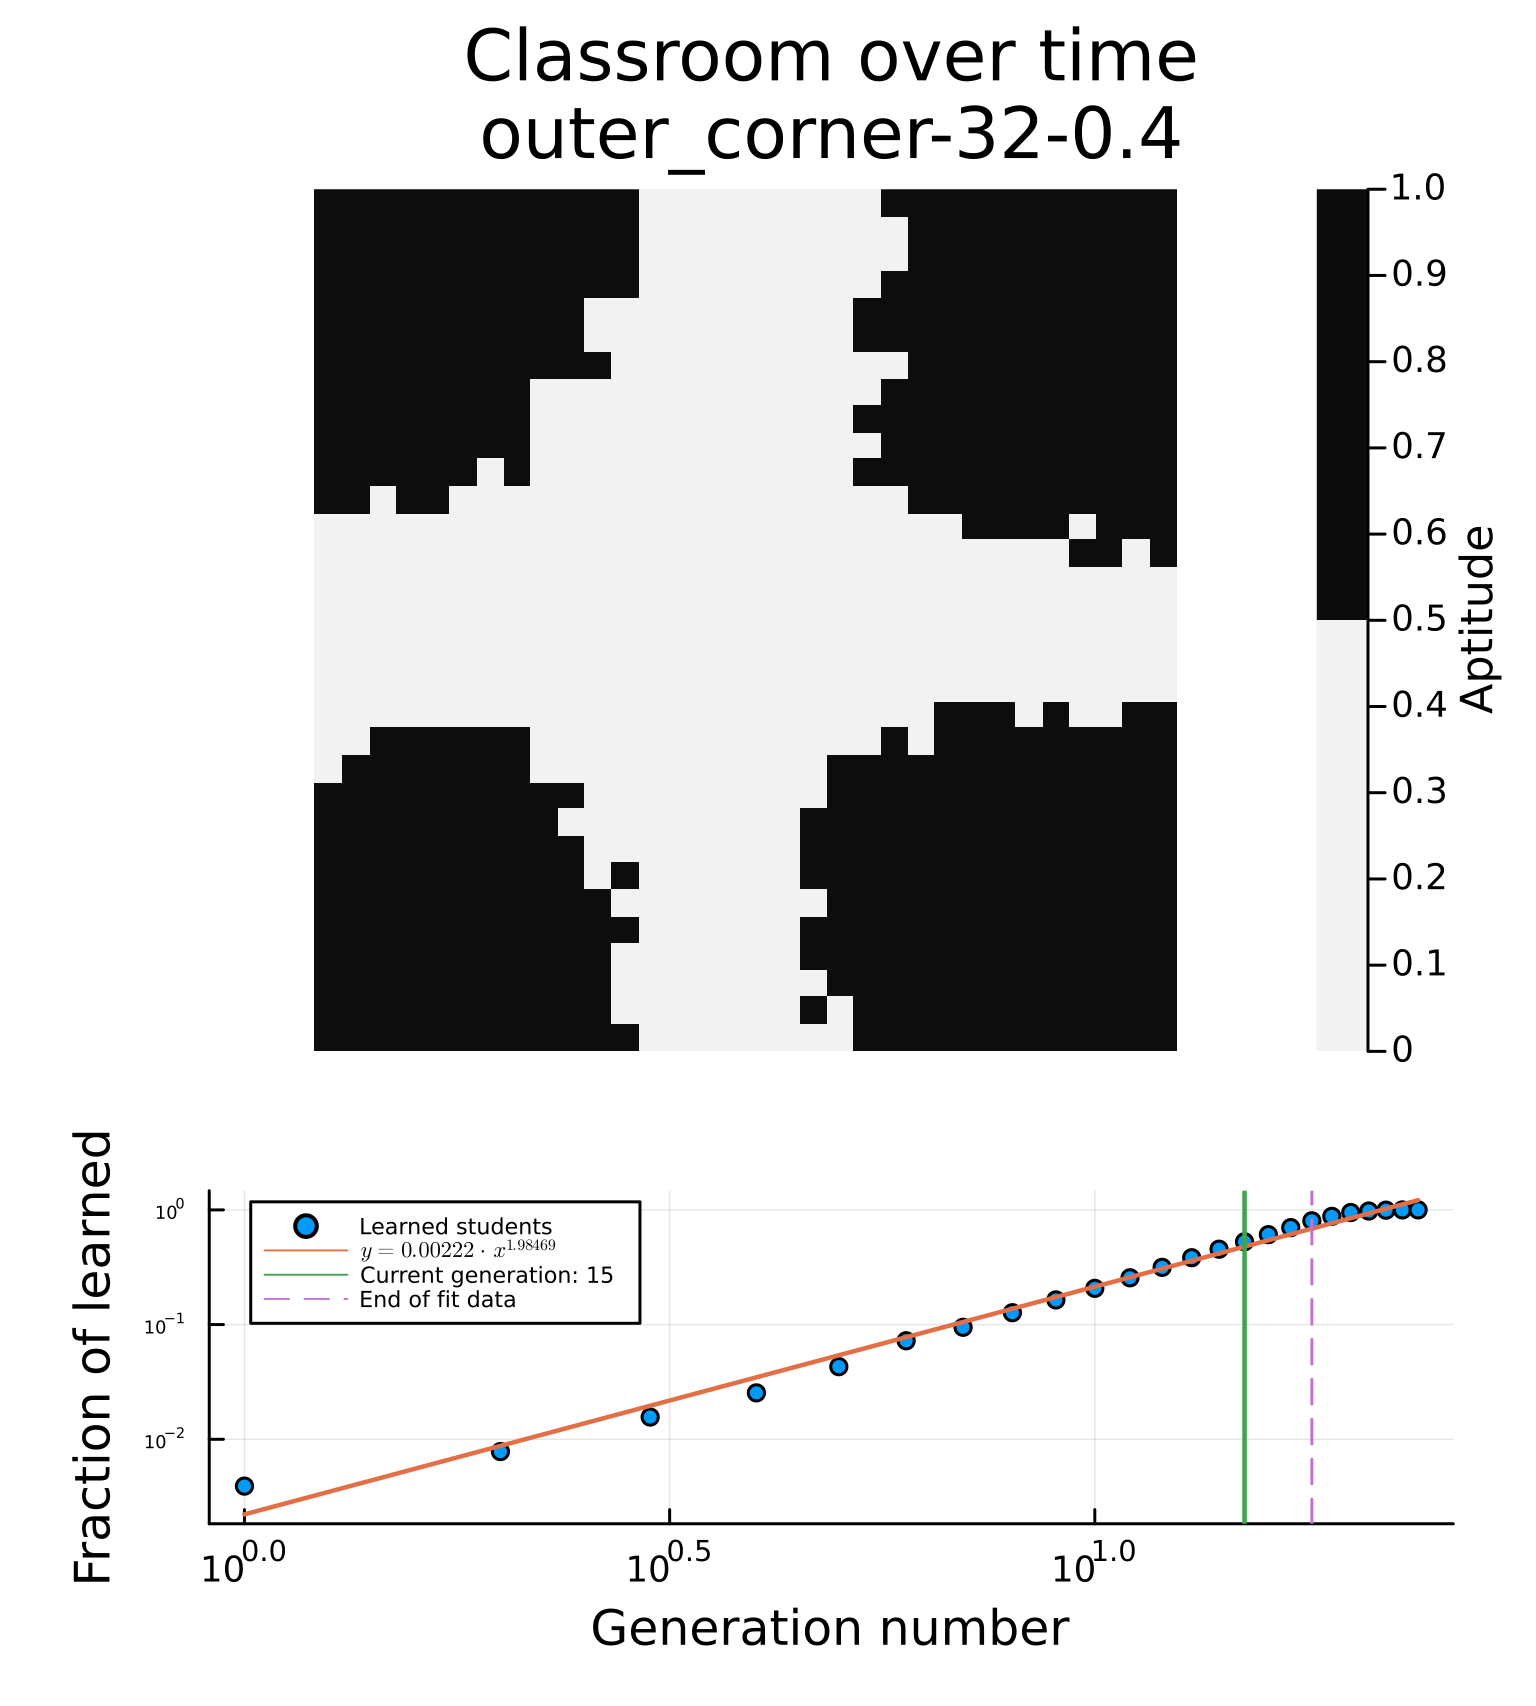 Classroom over time
outer_corner-32-0.4
1.0
0.9
0.8
0.7
0.6
0.5
0.4
0.3
0.2
0.1
0
Aptitude
Fraction of learned
10⁰
10⁻¹
10⁻²
Learned students
y = 0.00222 · x^1.98469
Current generation: 15
End of fit data
10^0.0
10^0.5
10^1.0
Generation number